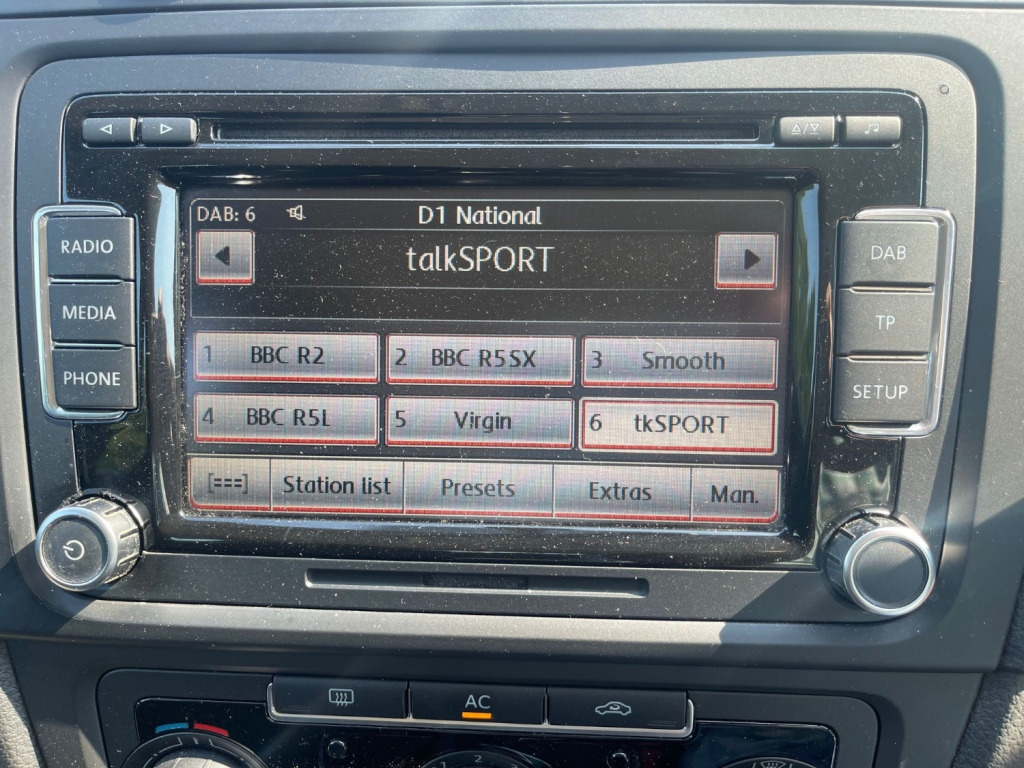 DAB: 6 D1 National
talkSPORT
RADIO
MEDIA
PHONE
DAB
TP
SETUP
1 BBC R2 2 BBC R5SX 3 Smooth
4 BBC R5L 5 Virgin 6 tkSPORT
[===] Station list Presets Extras Man.
AC
2